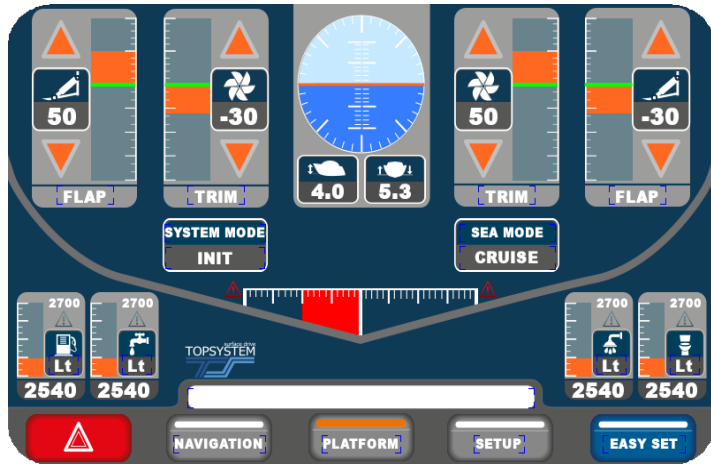 50
-30
4.0
5.3
50
-30
FLAP
TRIM
TRIM
FLAP
SYSTEM MODE
INIT
SEA MODE
CRUISE
2700
Lt
2540
2700
Lt
2540
surface drive
TOPSYSTEM
2700
Lt
2540
2700
Lt
2540
NAVIGATION
PLATFORM
SETUP
EASY SET